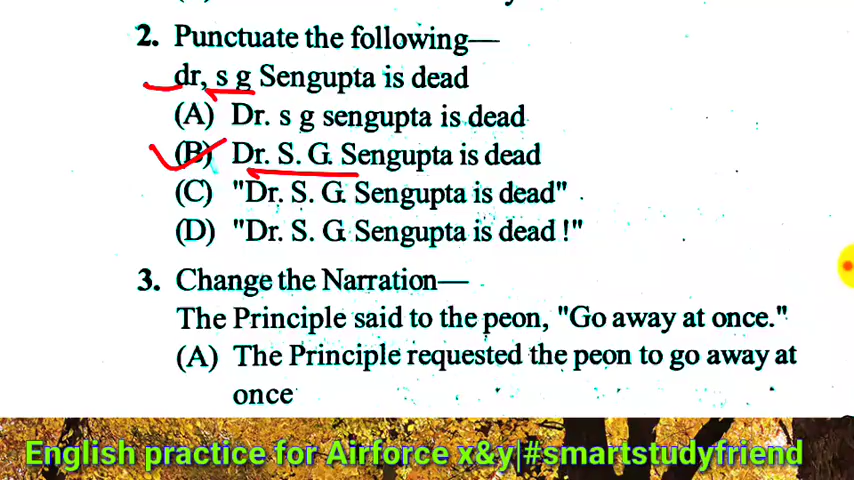 2. Punctuate the following—
dr, s g Sengupta is dead
(A) Dr. s g sengupta is dead
(B) Dr. S. G. Sengupta is dead
(C) "Dr. S. G. Sengupta is dead"
(D) "Dr. S. G. Sengupta is dead !"
3. Change the Narration—
The Principle said to the peon, "Go away at once."
(A) The Principle requested the peon to go away at
once
English practice for Airforce x&y|#smartstudyfriend